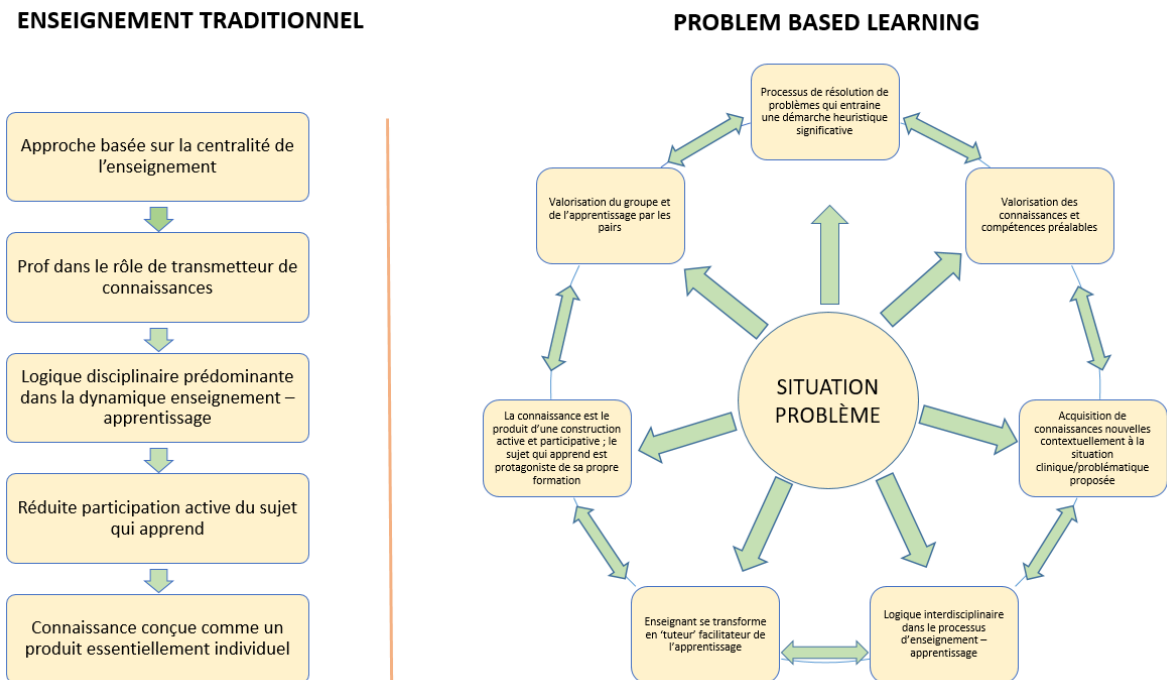 ENSEIGNEMENT TRADITIONNEL
Approche basée sur la centralité de
l'enseignement
Prof dans le rôle de transmetteur de
connaissances
Logique disciplinaire prédominante
dans la dynamique enseignement –
apprentissage
Réduite participation active du sujet
qui apprend
Connaissance conçue comme un
produit essentiellement individuel
PROBLEM BASED LEARNING
Processus de résolution de
problèmes qui entraine
une démarche heuristique
significative
Valorisation des
connaissances et
compétences préalables
Acquisition de
connaissances nouvelles
contextuellement à la
situation
clinique/problématique
proposée
Logique interdisciplinaire
dans le processus
d'enseignement –
apprentissage
Enseignant se transforme
en 'tuteur' facilitateur de
l'apprentissage
La connaissance est le
produit d'une construction
active et participative ; le
sujet qui apprend est
protagoniste de sa propre
formation
Valorisation du groupe et
de l'apprentissage par les
pairs
SITUATION
PROBLÈME